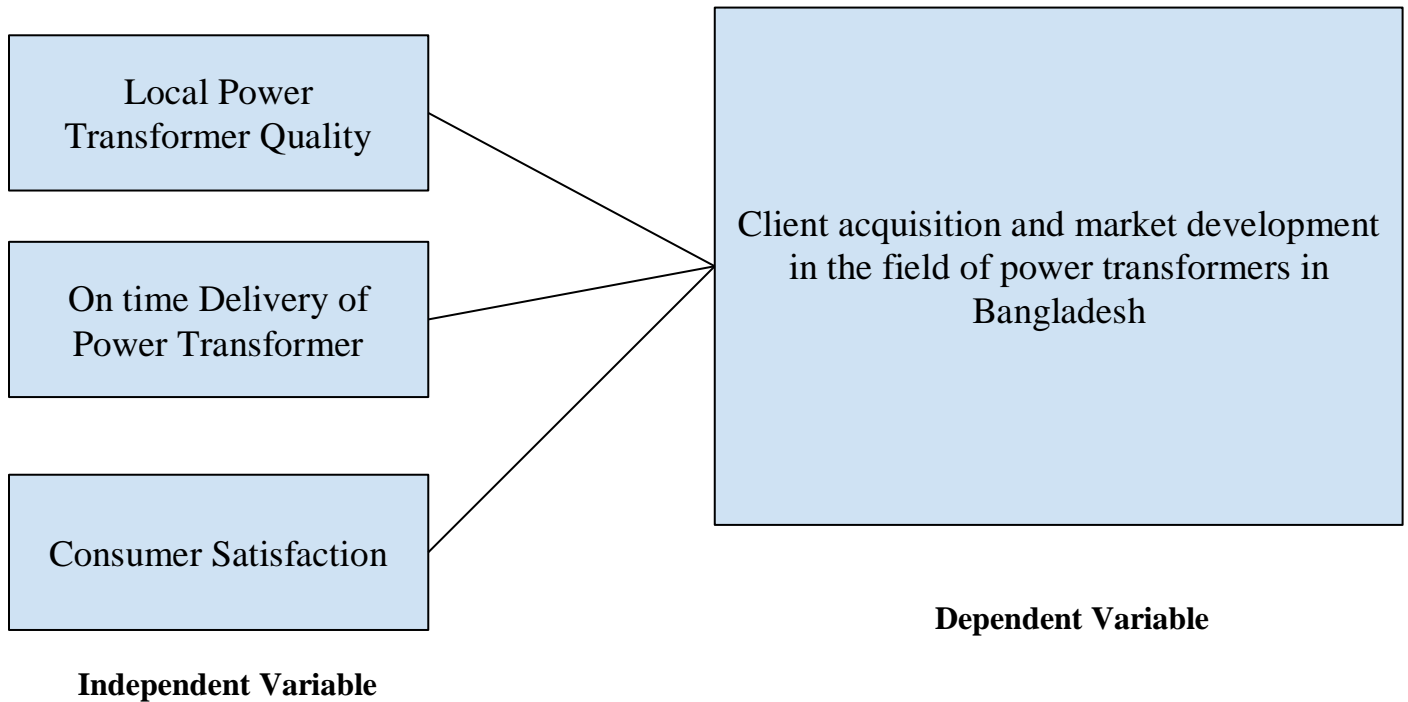 Local Power
Transformer Quality
On time Delivery of
Power Transformer
Consumer Satisfaction
Independent Variable
Client acquisition and market development
in the field of power transformers in
Bangladesh
Dependent Variable